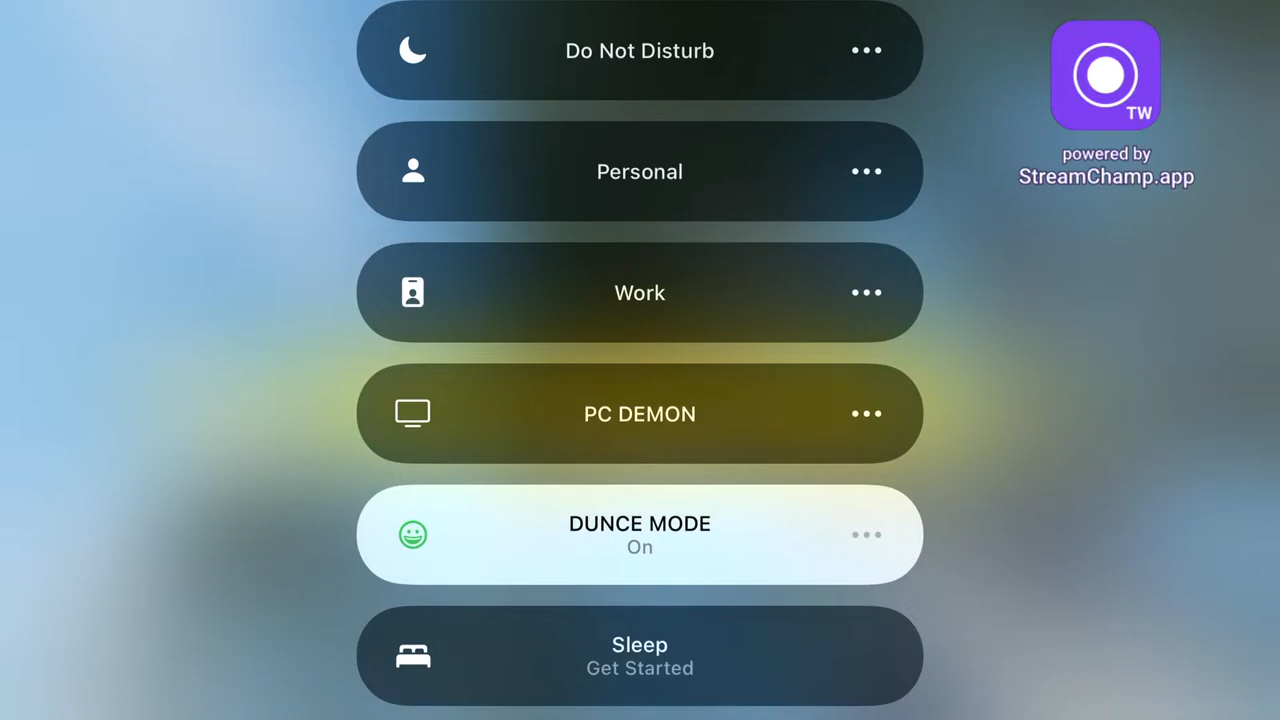 Do Not Disturb
TW
powered by
StreamChamp.app
Personal
Work
PC DEMON
DUNCE MODE
On
Sleep
Get Started